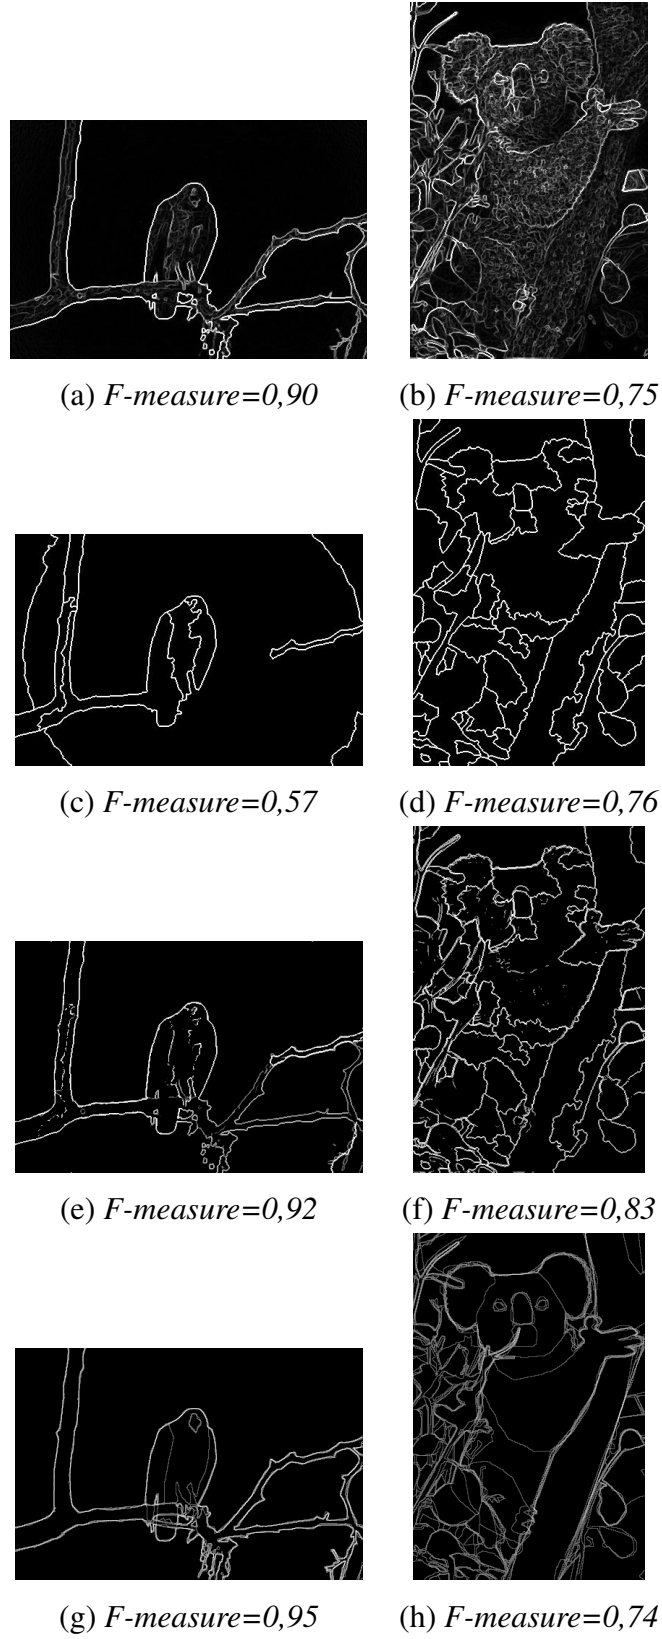 (a) F-measure=0,90
(b) F-measure=0,75
(c) F-measure=0,57
(d) F-measure=0,76
(e) F-measure=0,92
(f) F-measure=0,83
(g) F-measure=0,95
(h) F-measure=0,74